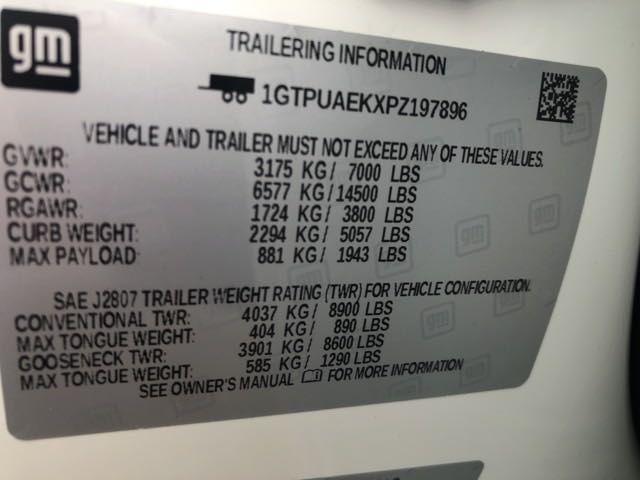 gm
TRAILERING INFORMATION
1GTPUAEKXPZ197896
VEHICLE AND TRAILER MUST NOT EXCEED ANY OF THESE VALUES.
GVWR: 3175 KG/ 7000 LBS
GCWR: 6577 KG/14500 LBS
RGAWR: 1724 KG/ 3800 LBS
CURB WEIGHT: 2294 KG/ 5057 LBS
MAX PAYLOAD: 881 KG/ 1943 LBS
SAE J2807 TRAILER WEIGHT RATING (TWR) FOR VEHICLE CONFIGURATION.
CONVENTIONAL TWR: 4037 KG/ 8900 LBS
MAX TONGUE WEIGHT: 404 KG/ 890 LBS
GOOSENECK TWR: 3901 KG/ 8600 LBS
MAX TONGUE WEIGHT: 585 KG/ 1290 LBS
SEE OWNER'S MANUAL FOR MORE INFORMATION